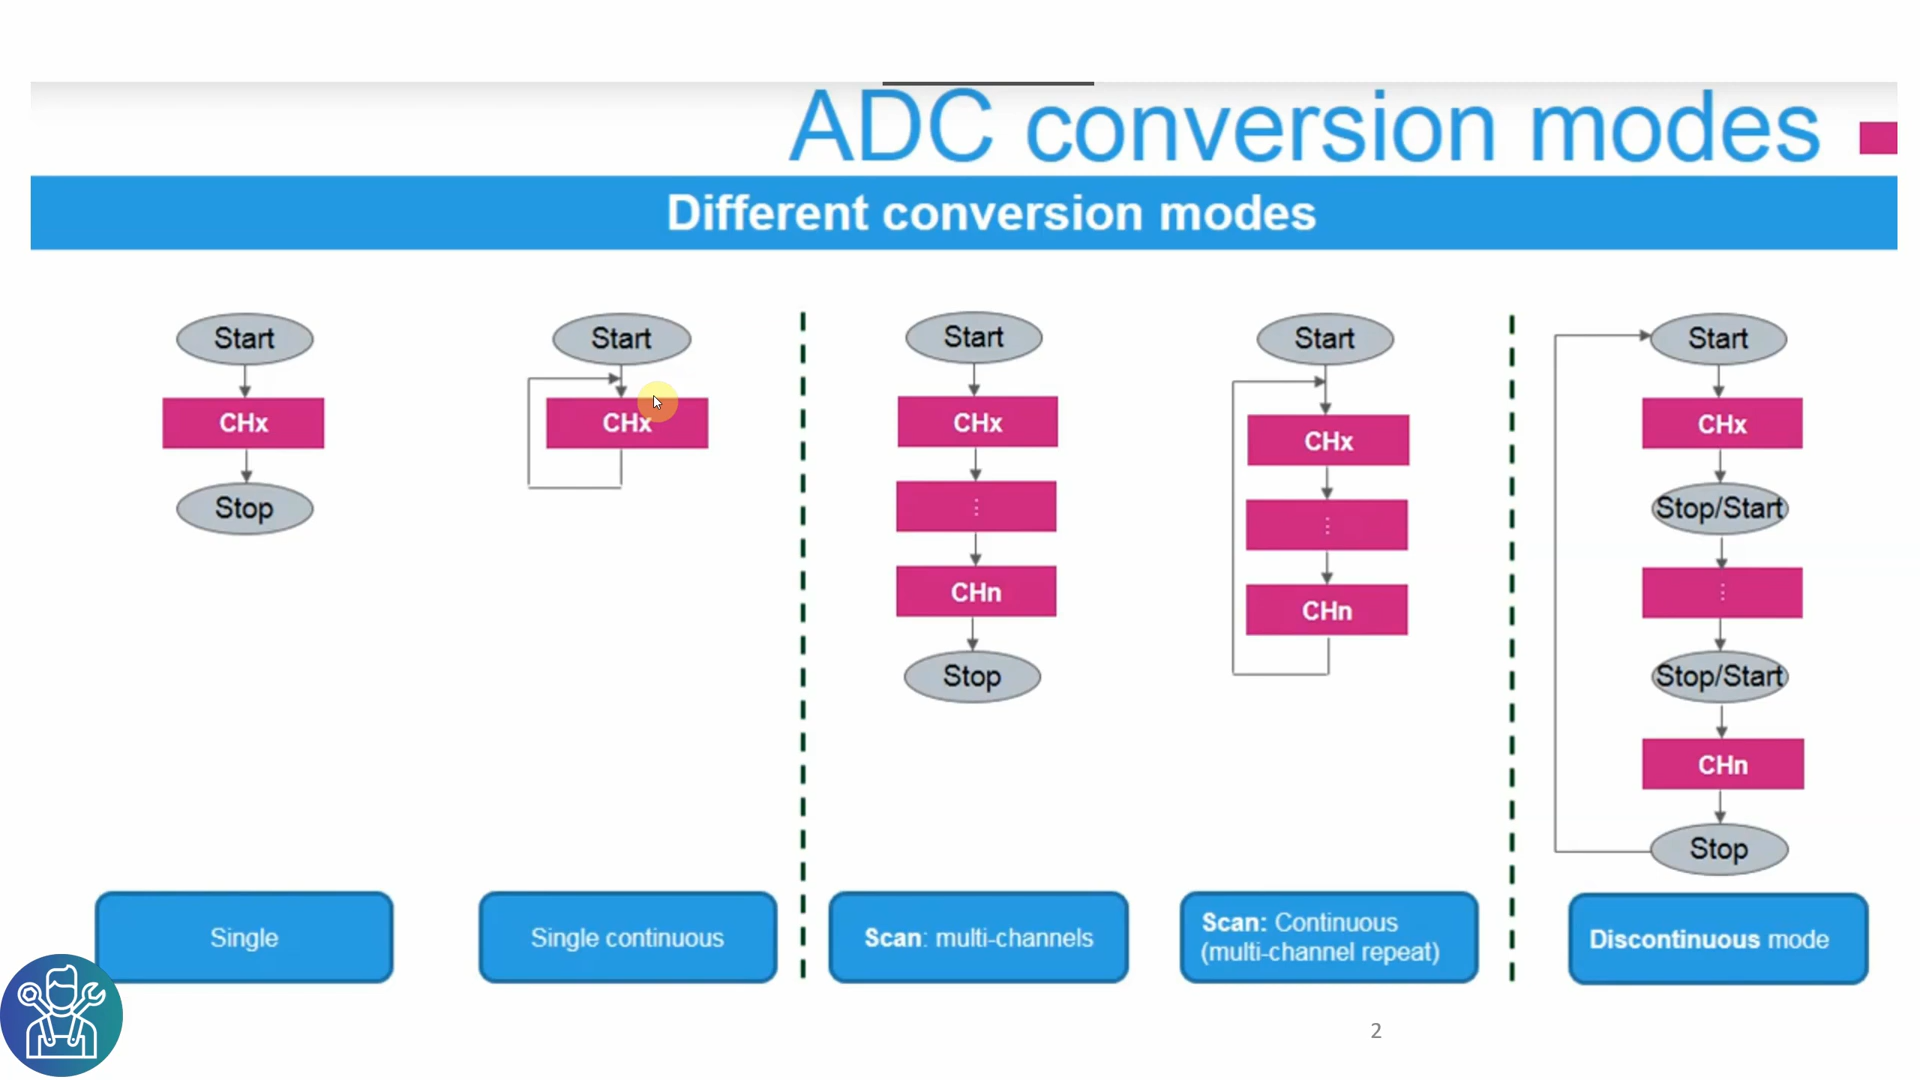 ADC conversion modes
Different conversion modes
Start
CHx
Stop
Single
Start
CHx
Single continuous
Start
CHx
⋮
CHn
Stop
Scan: multi-channels
Start
CHx
⋮
CHn
Scan: Continuous
(multi-channel repeat)
Start
CHx
Stop/Start
⋮
Stop/Start
CHn
Stop
Discontinuous mode
2